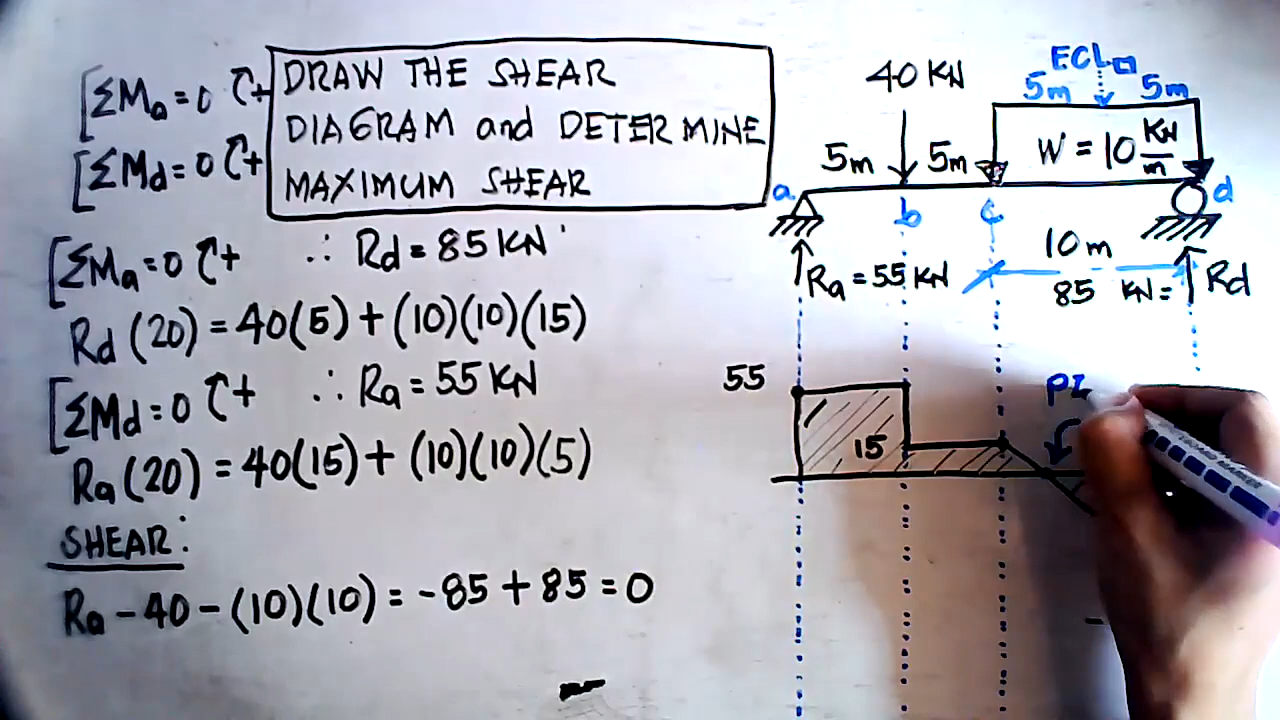 [ΣMa = 0 ↻+
[ΣMd = 0 ↻+
DRAW THE SHEAR
DIAGRAM and DETERMINE
MAXIMUM SHEAR
[ΣMa = 0 ↻+ ∴ Rd = 85 KN
Rd (20) = 40(5) + (10)(10)(15)
[ΣMd = 0 ↻+ ∴ Ra = 55 KN
Ra (20) = 40(15) + (10)(10)(5)
SHEAR:
Ra - 40 - (10)(10) = -85 + 85 = 0
40 KN
ECL
5m 5m
5m 5m W = 10 KN/m
a b c d
10 m
Ra = 55 KN 85 KN = Rd
55
15